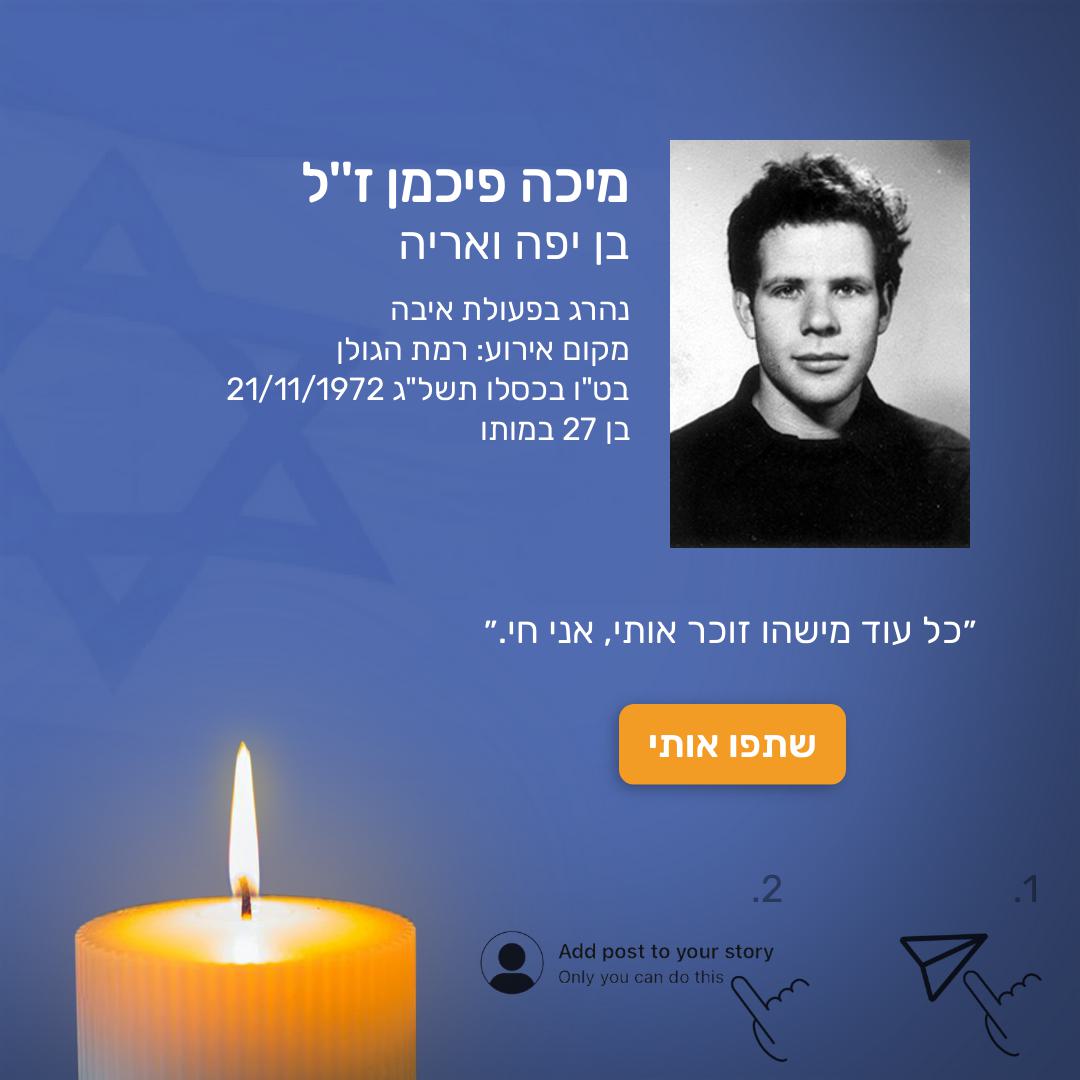 מיכה פיכמן ז"ל
בן יפה ואריה
נהרג בפעולת איבה
מקום אירוע: רמת הגולן
בט"ו בכסלו תשל"ג 21/11/1972
בן 27 במותו
״כל עוד מישהו זוכר אותי, אני חי.״
שתפו אותי
1.
2.
Add post to your story
Only you can do this